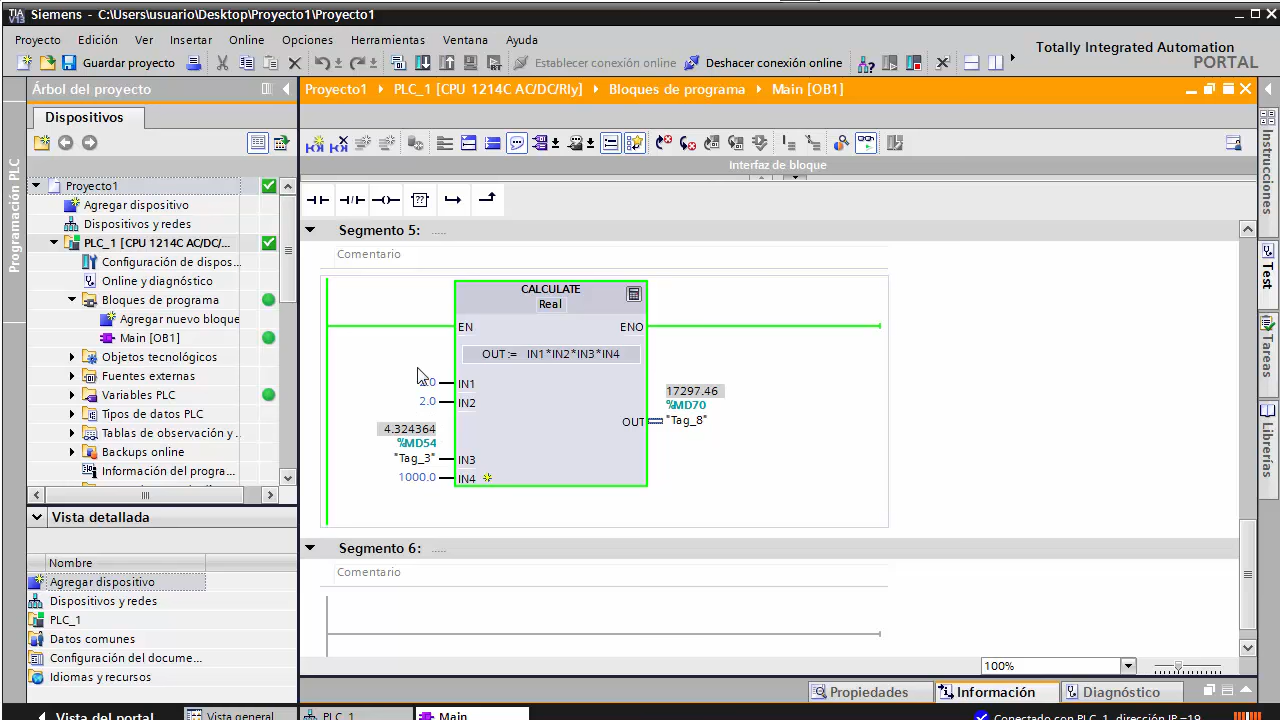 TIA
V13
Siemens - C:\Users\usuario\Desktop\Proyecto1\Proyecto1
Proyecto Edición Ver Insertar Online Opciones Herramientas Ventana Ayuda
Totally Integrated Automation
PORTAL
Guardar proyecto
Establecer conexión online
Deshacer conexión online
Árbol del proyecto
Proyecto1 PLC_1 [CPU 1214C AC/DC/Rly] Bloques de programa Main [OB1]
Dispositivos
Programación PLC
Interfaz de bloque
Proyecto1
Agregar dispositivo
Dispositivos y redes
PLC_1 [CPU 1214C AC/DC/...
Configuración de dispos...
Online y diagnóstico
Bloques de programa
Agregar nuevo bloque
Main [OB1]
Objetos tecnológicos
Fuentes externas
Variables PLC
Tipos de datos PLC
Tablas de observación y .
Backups online
Información del progra...
Vista detallada
Nombre
Agregar dispositivo
Dispositivos y redes
PLC_1
Datos comunes
Configuración del docume...
Idiomas y recursos
??
Segmento 5: .....
Comentario
CALCULATE
Real
EN ENO
OUT := IN1*IN2*IN3*IN4
IN1
2.0 IN2
4.324364
%MD54
"Tag_3" IN3
1000.0 IN4
17297.46
%MD70
OUT "Tag_8"
Segmento 6: .....
Comentario
100%
Propiedades Información Diagnóstico
Instrucciones
Test
Tareas
Librerías
Vista del portal Vista general PLC_1 Main Conectado con PLC_1, dirección IP =19